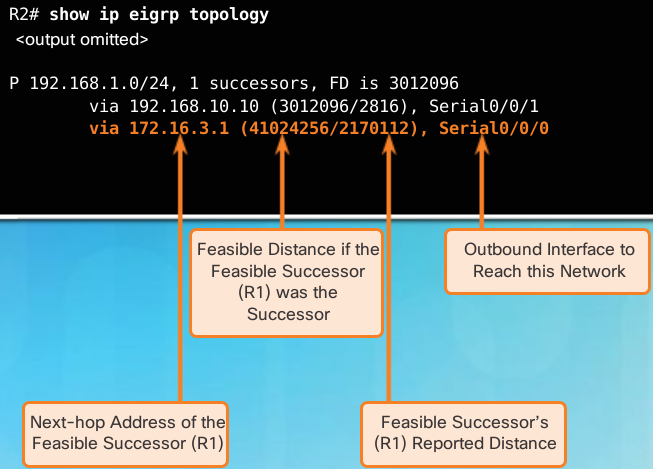 R2# show ip eigrp topology
<output omitted>
P 192.168.1.0/24, 1 successors, FD is 3012096
via 192.168.10.10 (3012096/2816), Serial0/0/1
via 172.16.3.1 (41024256/2170112), Serial0/0/0
Feasible Distance if the
Feasible Successor
(R1) was the
Successor
Outbound Interface to
Reach this Network
Next-hop Address of the
Feasible Successor (R1)
Feasible Successor's
(R1) Reported Distance